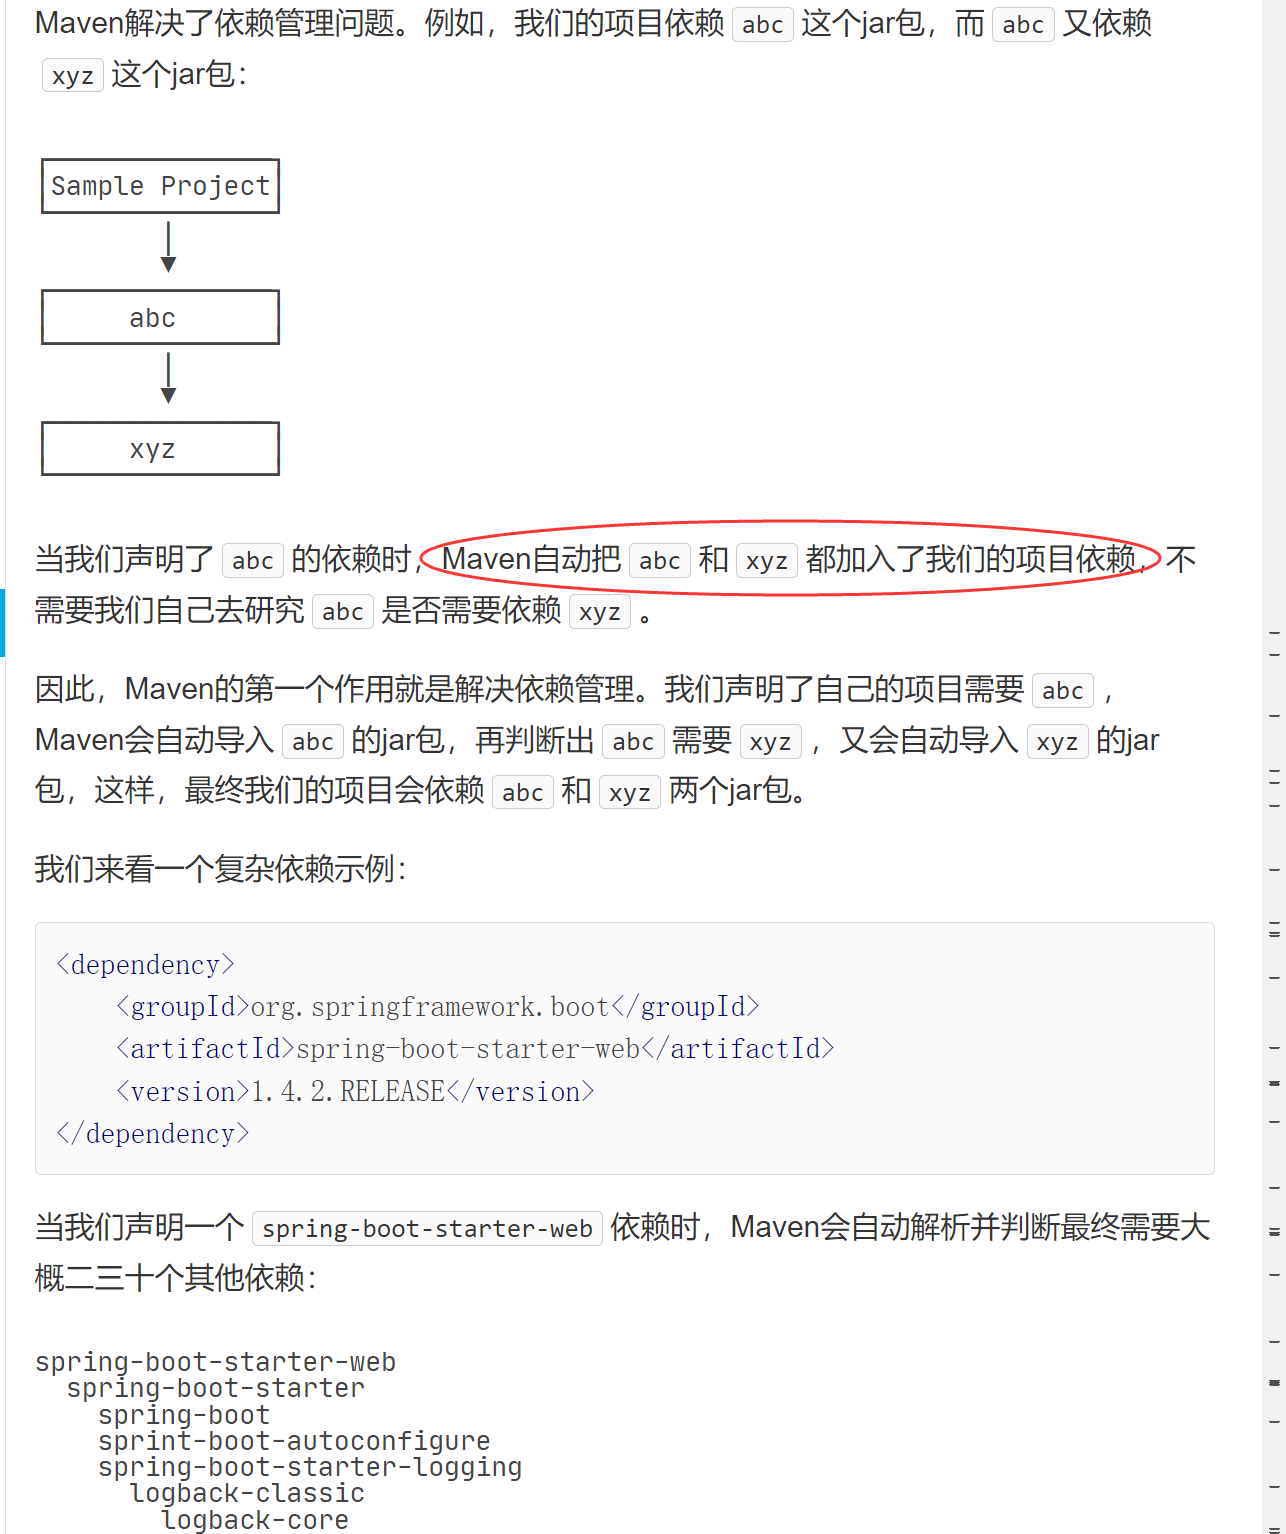 Maven解决了依赖管理问题。例如，我们的项目依赖 abc 这个jar包，而 abc 又依赖
xyz 这个jar包：
Sample Project
abc
xyz
当我们声明了 abc 的依赖时，Maven自动把 abc 和 xyz 都加入了我们的项目依赖，不
需要我们自己去研究 abc 是否需要依赖 xyz 。
因此，Maven的第一个作用就是解决依赖管理。我们声明了自己的项目需要 abc ，
Maven会自动导入 abc 的jar包，再判断出 abc 需要 xyz ，又会自动导入 xyz 的jar
包，这样，最终我们的项目会依赖 abc 和 xyz 两个jar包。
我们来看一个复杂依赖示例：
<dependency>
    <groupId>org.springframework.boot</groupId>
    <artifactId>spring-boot-starter-web</artifactId>
    <version>1.4.2.RELEASE</version>
</dependency>
当我们声明一个 spring-boot-starter-web 依赖时，Maven会自动解析并判断最终需要大
概二三十个其他依赖：
spring-boot-starter-web
  spring-boot-starter
    spring-boot
    sprint-boot-autoconfigure
    spring-boot-starter-logging
      logback-classic
        logback-core